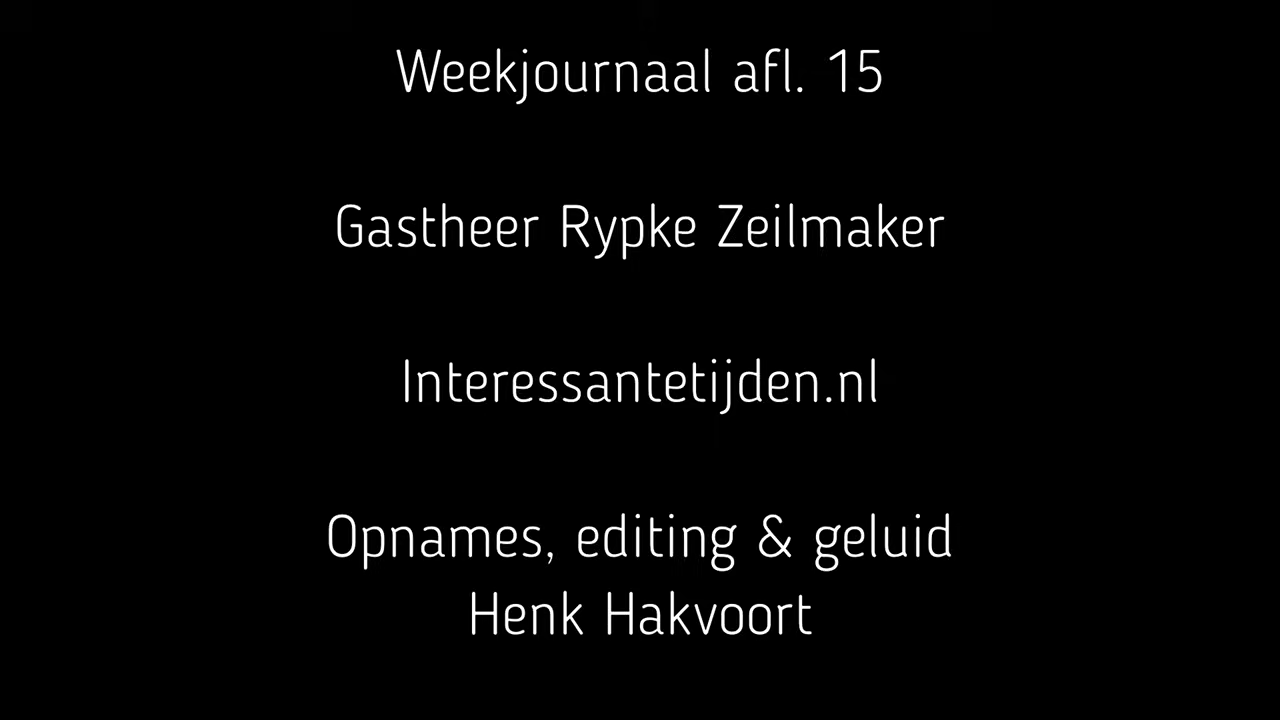 Weekjournaal afl. 15
Gastheer Rypke Zeilmaker
Interessantetijden.nl
Opnames, editing & geluid
Henk Hakvoort